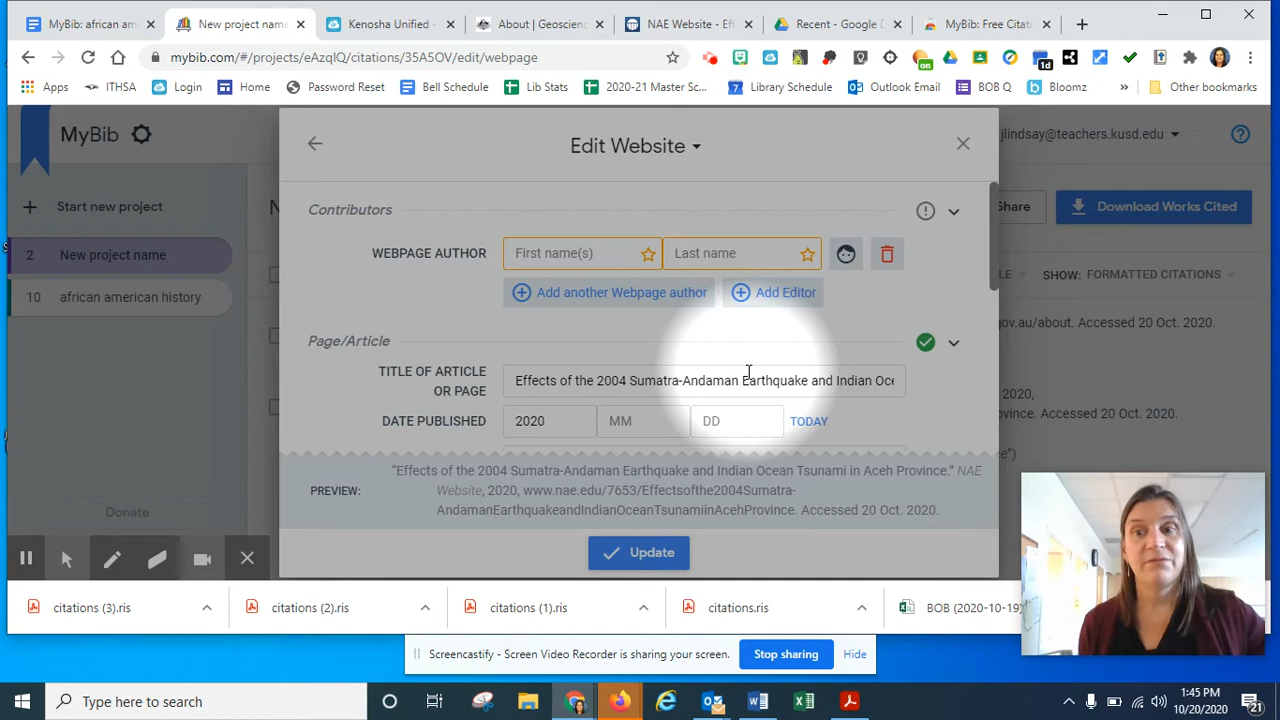 MyBib: african am
New project name
Kenosha Unified -
About | Geoscienc
NAE Website - Eff
Recent - Google D
MyBib: Free Citati
mybib.com/#/projects/eAzqlQ/citations/35A5OV/edit/webpage
on
1d
Apps
ITHSA
Login
Home
Password Reset
Bell Schedule
Lib Stats
2020-21 Master Sc...
Library Schedule
Outlook Email
BOB Q
Bloomz
»
Other bookmarks
MyBib
Edit Website
jlindsay@teachers.kusd.edu
Start new project
N
Contributors
Share
Download Works Cited
2 New project name
WEBPAGE AUTHOR
First name(s)
Last name
LE
SHOW: FORMATTED CITATIONS
10 african american history
Add another Webpage author
Add Editor
gov.au/about. Accessed 20 Oct. 2020.
Page/Article
TITLE OF ARTICLE
OR PAGE
Effects of the 2004 Sumatra-Andaman Earthquake and Indian Oce
2020,
vince. Accessed 20 Oct. 2020.
DATE PUBLISHED
2020
MM
DD
TODAY
e")
PREVIEW:
"Effects of the 2004 Sumatra-Andaman Earthquake and Indian Ocean Tsunami in Aceh Province." NAE
Website, 2020, www.nae.edu/7653/Effectsofthe2004Sumatra-
AndamanEarthquakeandIndianOceanTsunamiinAcehProvince. Accessed 20 Oct. 2020.
Donate
Update
citations (3).ris
citations (2).ris
citations (1).ris
citations.ris
BOB (2020-10-19)
Screencastify - Screen Video Recorder is sharing your screen.
Stop sharing
Hide
Type here to search
1:45 PM
10/20/2020
21